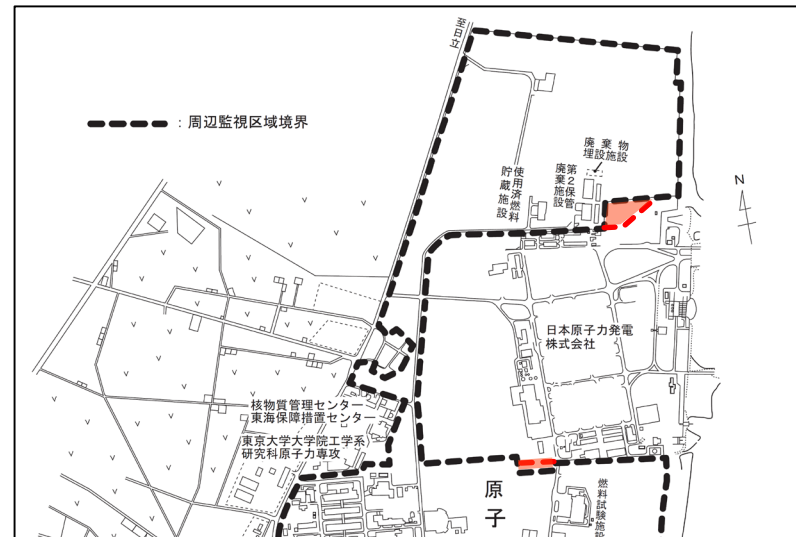 至日立
：周辺監視区域境界
廃棄物
埋設施設
第2保管
廃棄施設
使用済燃料
貯蔵施設
N
日本原子力発電
株式会社
核物質管理センター
東海保障措置センター
東京大学大学院工学系
研究科原子力専攻
原子
燃料試験施設